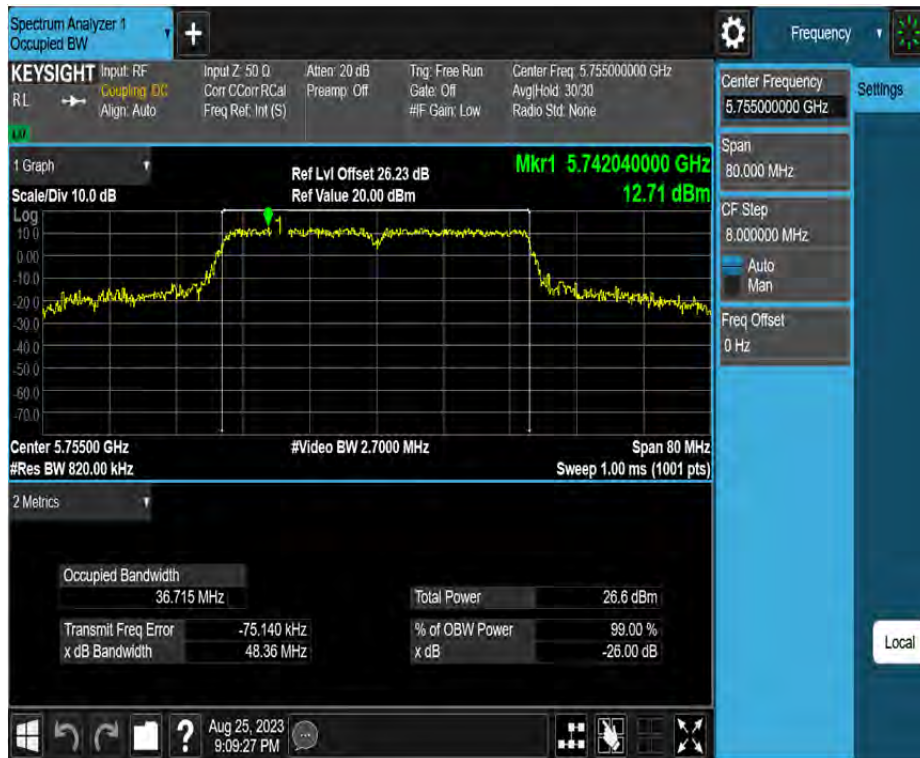 Spectrum Analyzer 1
Occupied BW
+
Frequency
KEYSIGHT Input: RF Input Z: 50 Ω Atten: 20 dB Trig: Free Run Center Freq: 5.755000000 GHz
RL Coupling: DC Corr CCorr RCal Preamp: Off Gate: Off Avg|Hold: 30/30
Align: Auto Freq Ref: Int (S) #IF Gain: Low Radio Std: None
Center Frequency
5.755000000 GHz
Settings
Span
80.000 MHz
CF Step
8.000000 MHz
Auto
Man
Freq Offset
0 Hz
Local
1 Graph
Ref Lvl Offset 26.23 dB Mkr1 5.742040000 GHz
Scale/Div 10.0 dB Ref Value 20.00 dBm 12.71 dBm
Log
10.0
0.00
-10.0
-20.0
-30.0
-40.0
-50.0
-60.0
-70.0
1
Center 5.75500 GHz #Video BW 2.7000 MHz Span 80 MHz
#Res BW 820.00 kHz Sweep 1.00 ms (1001 pts)
2 Metrics
Occupied Bandwidth
36.715 MHz Total Power 26.6 dBm
Transmit Freq Error -75.140 kHz % of OBW Power 99.00 %
x dB Bandwidth 48.36 MHz x dB -26.00 dB
? Aug 25, 2023
9:09:27 PM